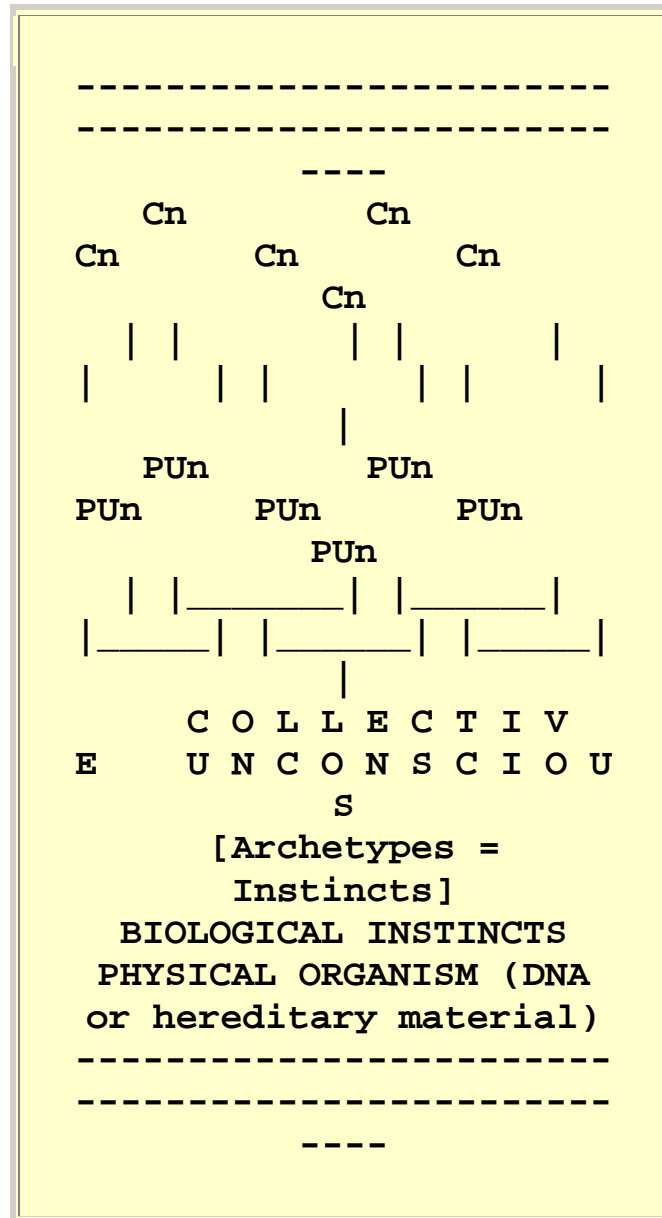 ------------------------
------------------------
----
Cn Cn
Cn Cn Cn
Cn
| | | | |
| | | | | |
|
PUn PUn
PUn PUn PUn
PUn
| |_______| |______|
|_____| |______| |_____|
|
C O L L E C T I V
E U N C O N S C I O U
S
[Archetypes =
Instincts]
BIOLOGICAL INSTINCTS
PHYSICAL ORGANISM (DNA
or hereditary material)
------------------------
------------------------
----